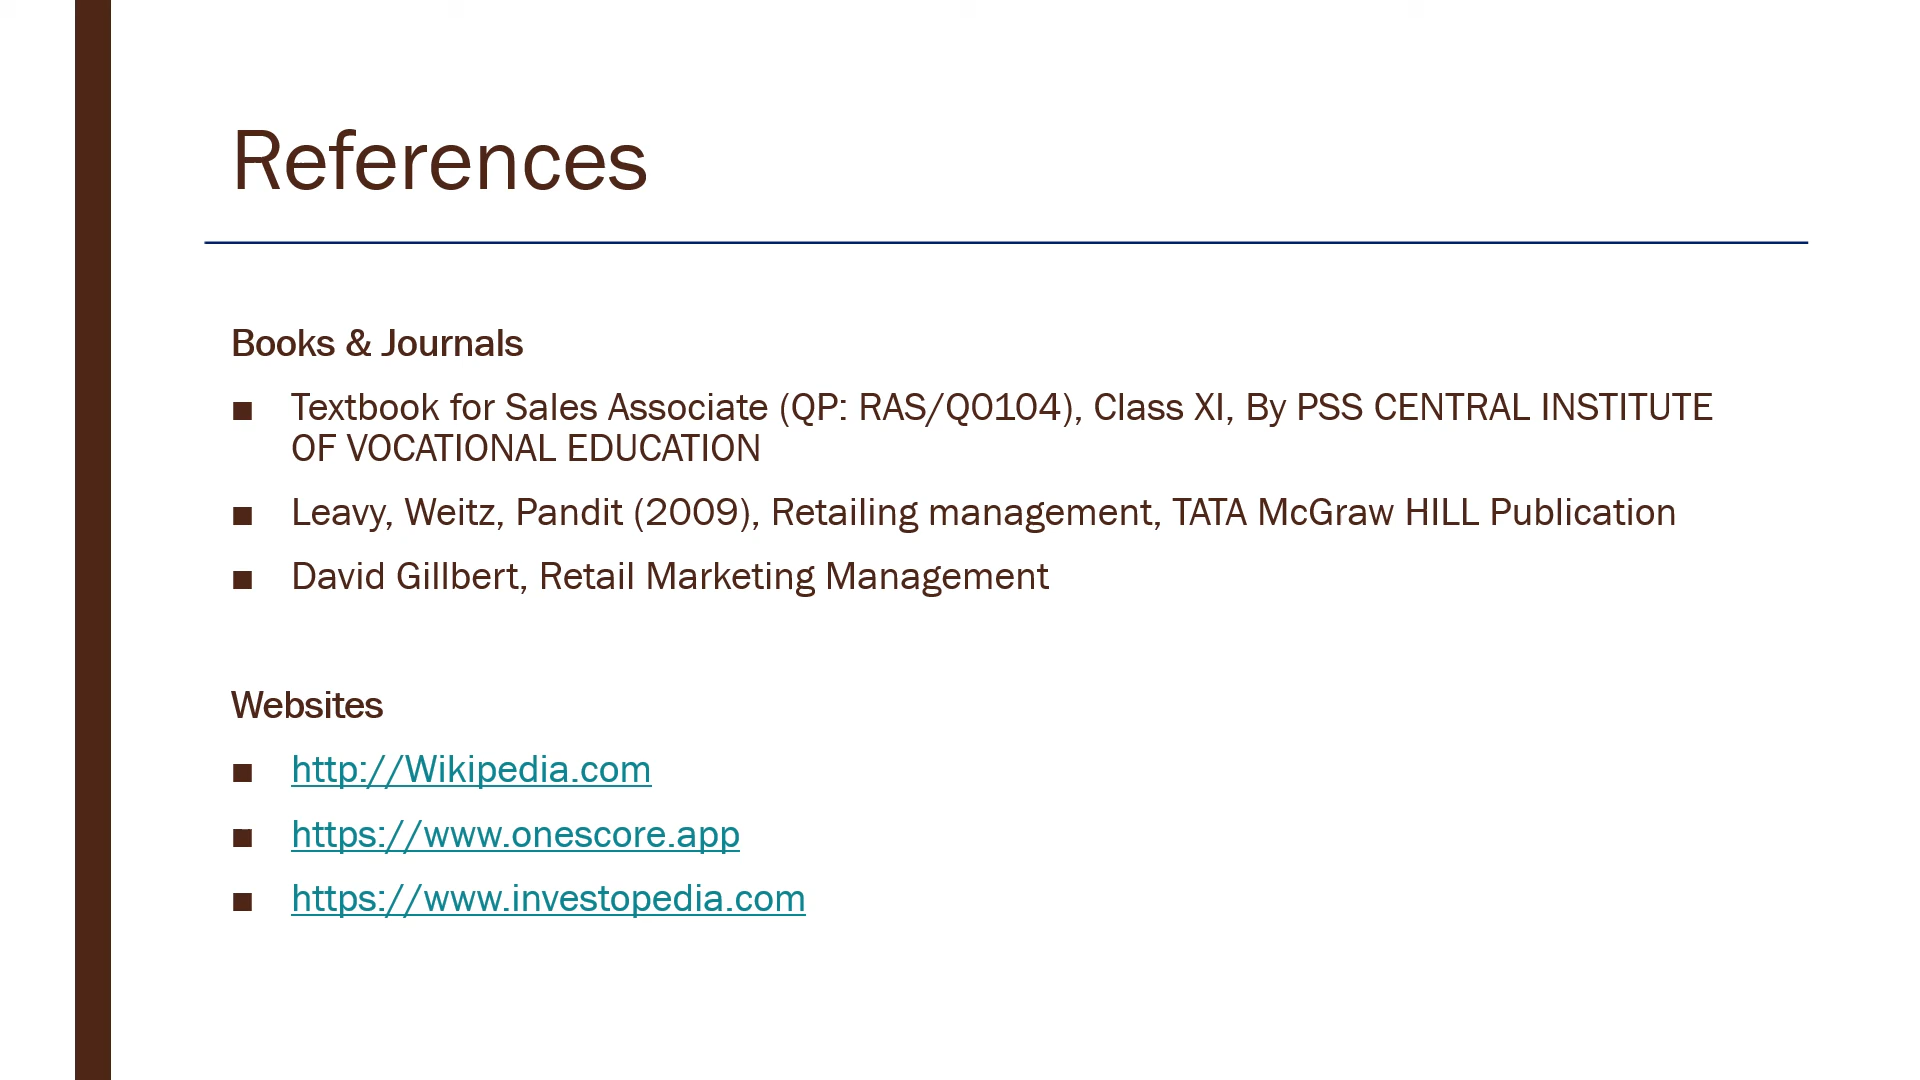 References
Books & Journals
■ Textbook for Sales Associate (QP: RAS/Q0104), Class XI, By PSS CENTRAL INSTITUTE
OF VOCATIONAL EDUCATION
■ Leavy, Weitz, Pandit (2009), Retailing management, TATA McGraw HILL Publication
■ David Gillbert, Retail Marketing Management
Websites
■ http://Wikipedia.com
■ https://www.onescore.app
■ https://www.investopedia.com